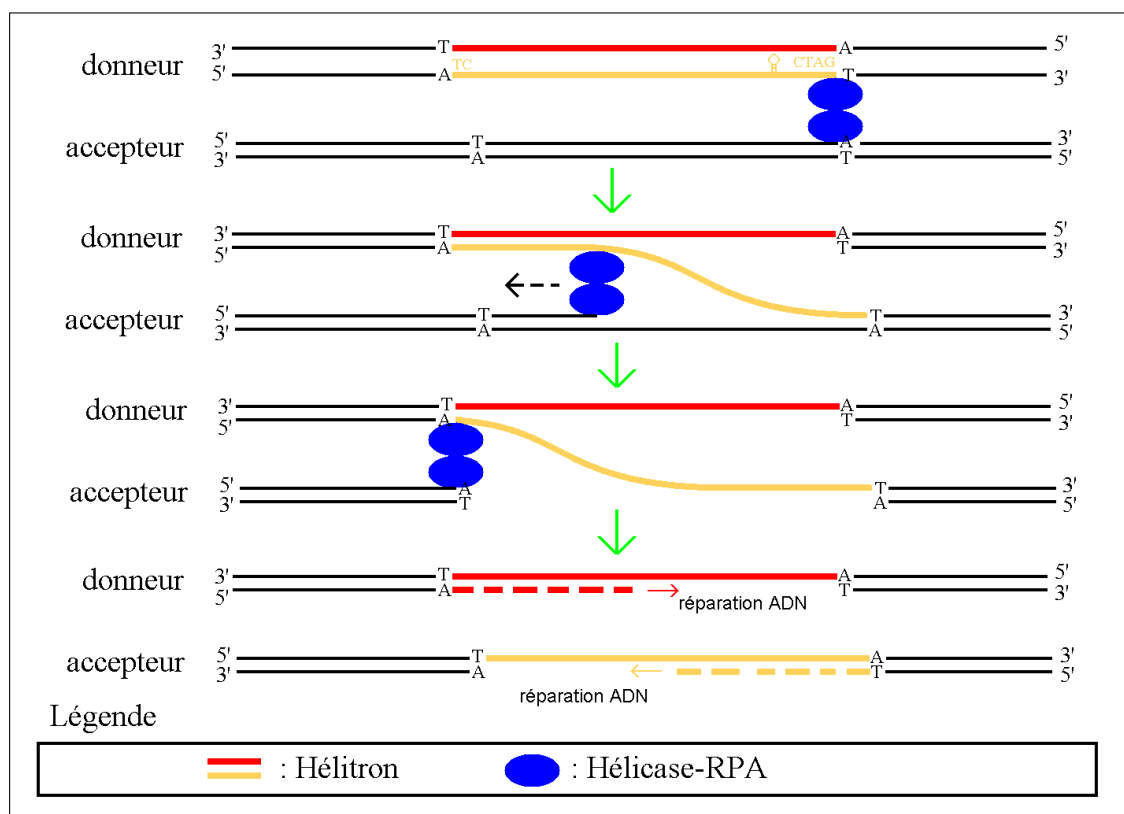 3' T A 5'
donneur
TC CTAG
5' A T 3'
accepteur
5' T A 3'
3' A T 5'
donneur
3' T A 5'
5' A T 3'
accepteur
5' T T 3'
3' A A 5'
donneur
3' T A 5'
5' A T 3'
accepteur
5' A T 3'
3' T A 5'
donneur
3' T A 5'
5' A T 3'
réparation ADN
accepteur
5' T A 3'
3' A T 5'
réparation ADN
Légende
: Hélitron : Hélicase-RPA